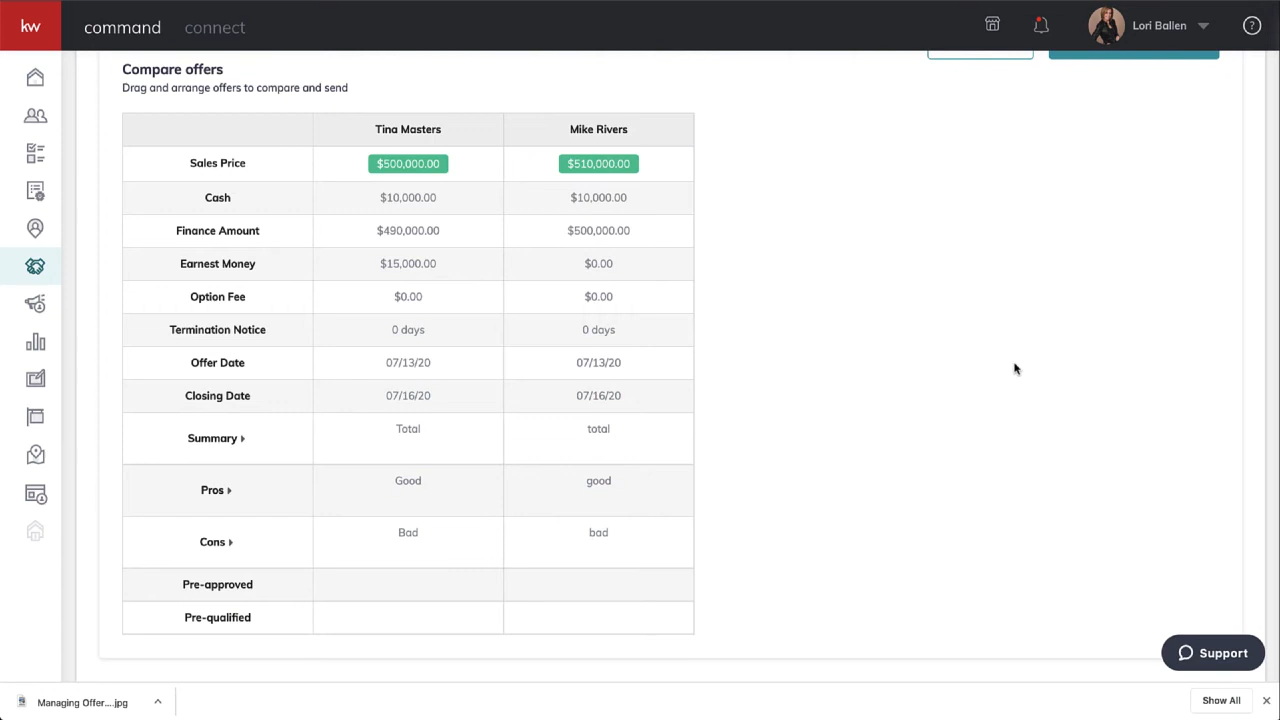 kw command connect Lori Ballen ?
Compare offers
Drag and arrange offers to compare and send
Tina Masters Mike Rivers
Sales Price $500,000.00 $510,000.00
Cash $10,000.00 $10,000.00
Finance Amount $490,000.00 $500,000.00
Earnest Money $15,000.00 $0.00
Option Fee $0.00 $0.00
Termination Notice 0 days 0 days
Offer Date 07/13/20 07/13/20
Closing Date 07/16/20 07/16/20
Summary Total total
Pros Good good
Cons Bad bad
Pre-approved
Pre-qualified
Support
Managing Offer....jpg Show All